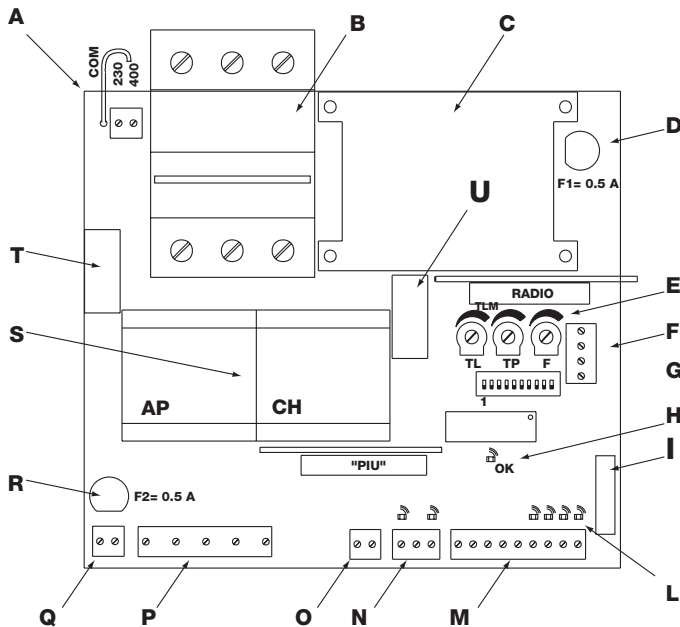 A
B
C
D
COM
230
400
F1= 0.5 A
U
T
RADIO
E
TLM
F
S
TL TP F
G
1
AP CH
H
OK
I
"PIU"
R
F2= 0.5 A
L
Q P O N M